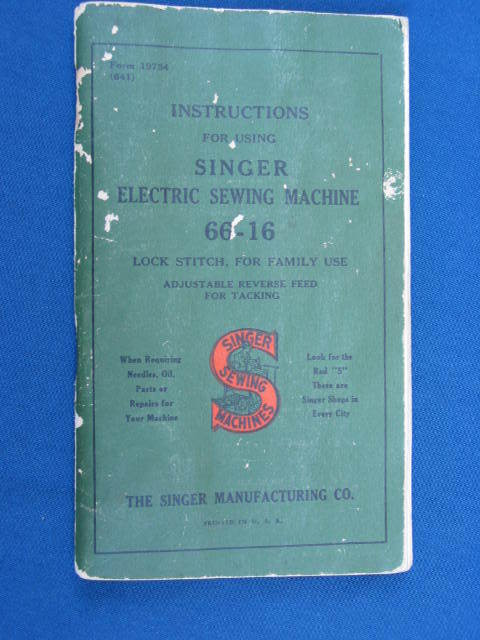 Form 19754
(641)
INSTRUCTIONS
FOR USING
SINGER
ELECTRIC SEWING MACHINE
66-16
LOCK STITCH, FOR FAMILY USE
ADJUSTABLE REVERSE FEED
FOR TACKING
When Requiring
Needles, Oil,
Parts or
Repairs for
Your Machine
SINGER
SEWING
MACHINES
Look for the
Red "S"
There are
Singer Shops in
Every City
THE SINGER MANUFACTURING CO.
PRINTED IN U. S. A.